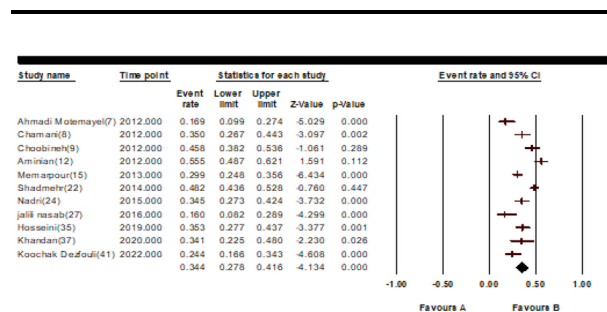 Study name Time point Statistics for each study Event rate and 95% CI
Event Lower Upper
rate limit limit Z-Value p-Value
Ahmadi Motemayel(7) 2012.000 0.169 0.099 0.274 -5.029 0.000
Chamani(8) 2012.000 0.350 0.267 0.443 -3.097 0.002
Choobineh(9) 2012.000 0.458 0.382 0.536 -1.061 0.289
Aminian(12) 2012.000 0.555 0.487 0.621 1.591 0.112
Memarpour(15) 2013.000 0.299 0.248 0.356 -6.434 0.000
Shadmehr(22) 2014.000 0.482 0.436 0.528 -0.760 0.447
Nadri(24) 2015.000 0.345 0.273 0.424 -3.732 0.000
jalili nasab(27) 2016.000 0.160 0.082 0.289 -4.299 0.000
Hosseini(35) 2019.000 0.353 0.277 0.437 -3.377 0.001
Khandan(37) 2020.000 0.341 0.225 0.480 -2.230 0.026
Koochak Dezfouli(41) 2022.000 0.244 0.166 0.343 -4.608 0.000
0.344 0.278 0.416 -4.134 0.000
-1.00 -0.50 0.00 0.50 1.00
Favours A Favours B